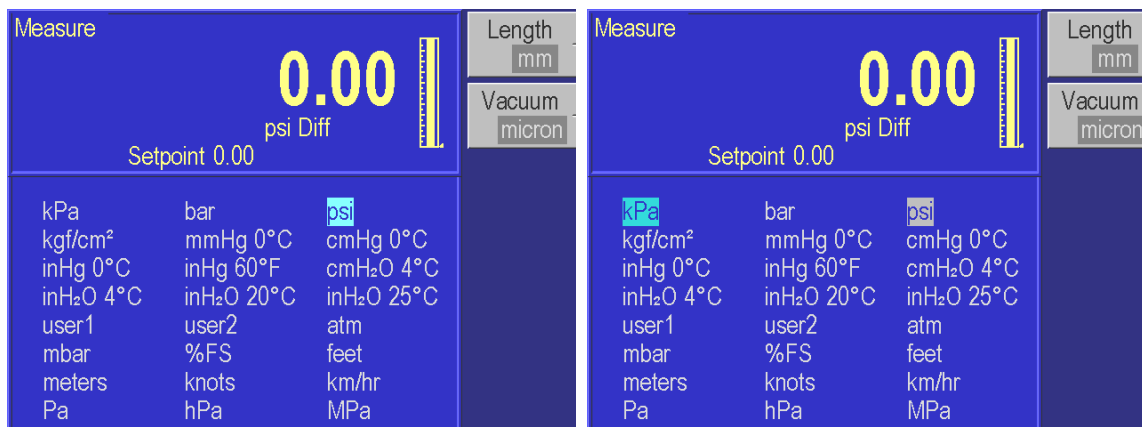 Measure
0.00
psi Diff
Setpoint 0.00
Length
mm
Vacuum
micron
kPa bar psi
kgf/cm² mmHg 0°C cmHg 0°C
inHg 0°C inHg 60°F cmH₂O 4°C
inH₂O 4°C inH₂O 20°C inH₂O 25°C
user1 user2 atm
mbar %FS feet
meters knots km/hr
Pa hPa MPa
Measure
0.00
psi Diff
Setpoint 0.00
Length
mm
Vacuum
micron
kPa bar psi
kgf/cm² mmHg 0°C cmHg 0°C
inHg 0°C inHg 60°F cmH₂O 4°C
inH₂O 4°C inH₂O 20°C inH₂O 25°C
user1 user2 atm
mbar %FS feet
meters knots km/hr
Pa hPa MPa